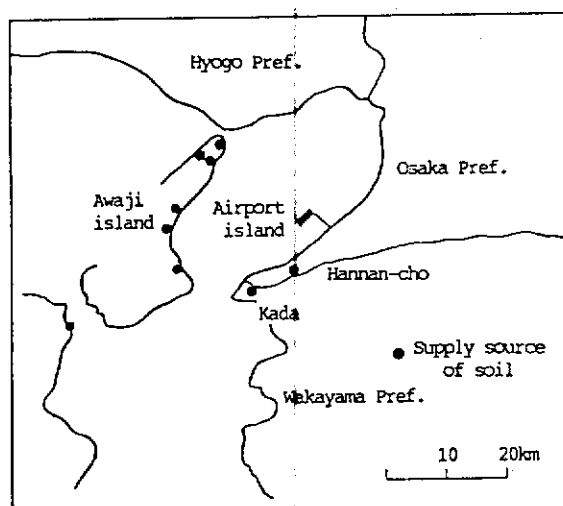 Hyogo Pref.
Osaka Pref.
Awaji
island
Airport
island
Hannan-cho
Kada
Supply source
of soil
Wakayama Pref.
10
20km